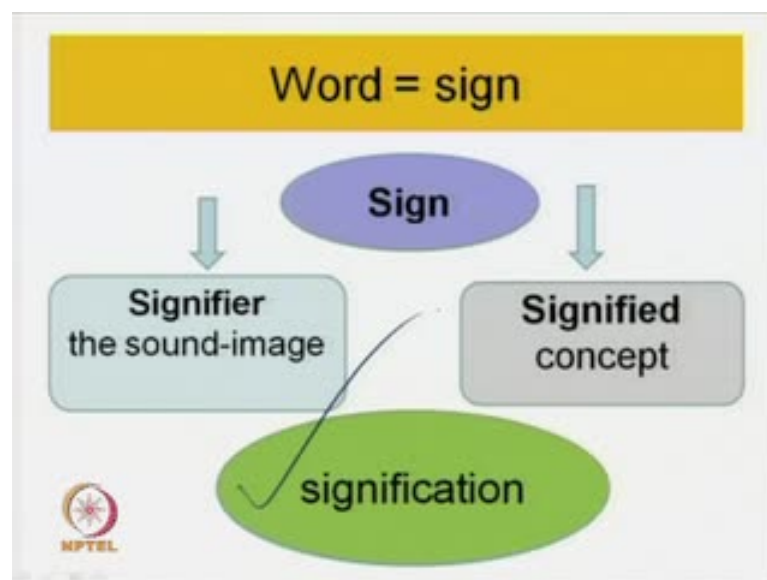 Word = sign
Sign
Signifier
the sound-image
Signified
concept
signification
NPTEL